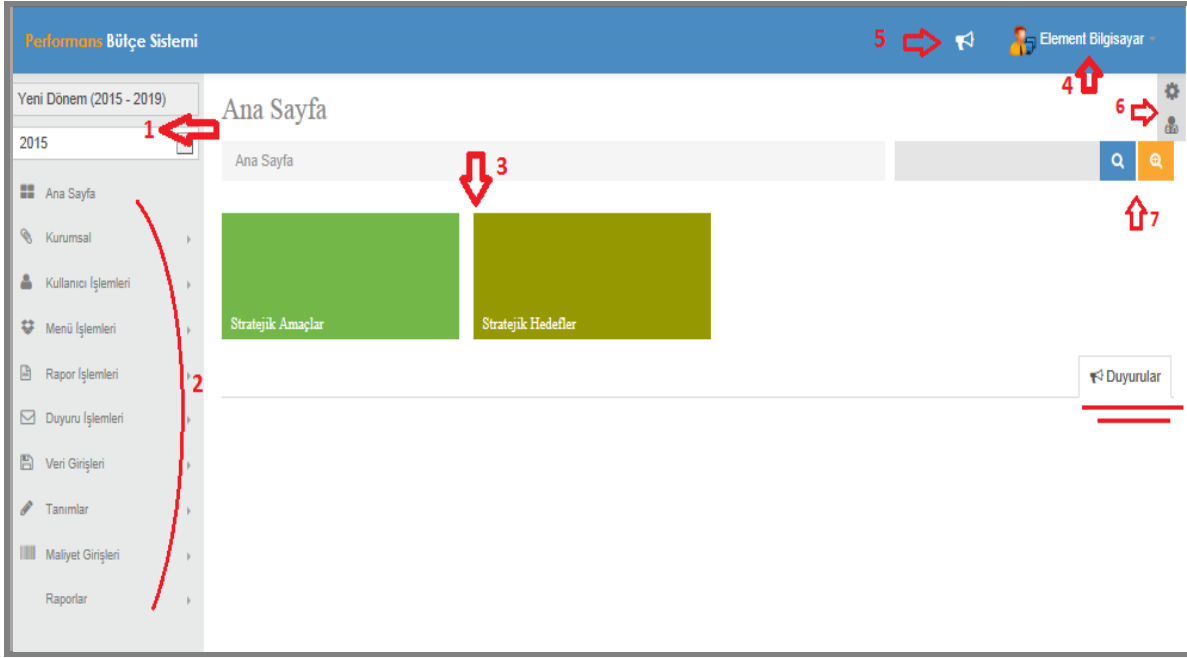 Performans Bütçe Sistemi
5
Element Bilgisayar
4
Yeni Dönem (2015 - 2019)
1
2015
6
Ana Sayfa
Ana Sayfa
3
7
Ana Sayfa
Kurumsal
Kullanıcı İşlemleri
Menü İşlemleri
Rapor İşlemleri
2
Duyuru İşlemleri
Veri Girişleri
Tanımlar
Maliyet Girişleri
Raporlar
Stratejik Amaçlar
Stratejik Hedefler
Duyurular